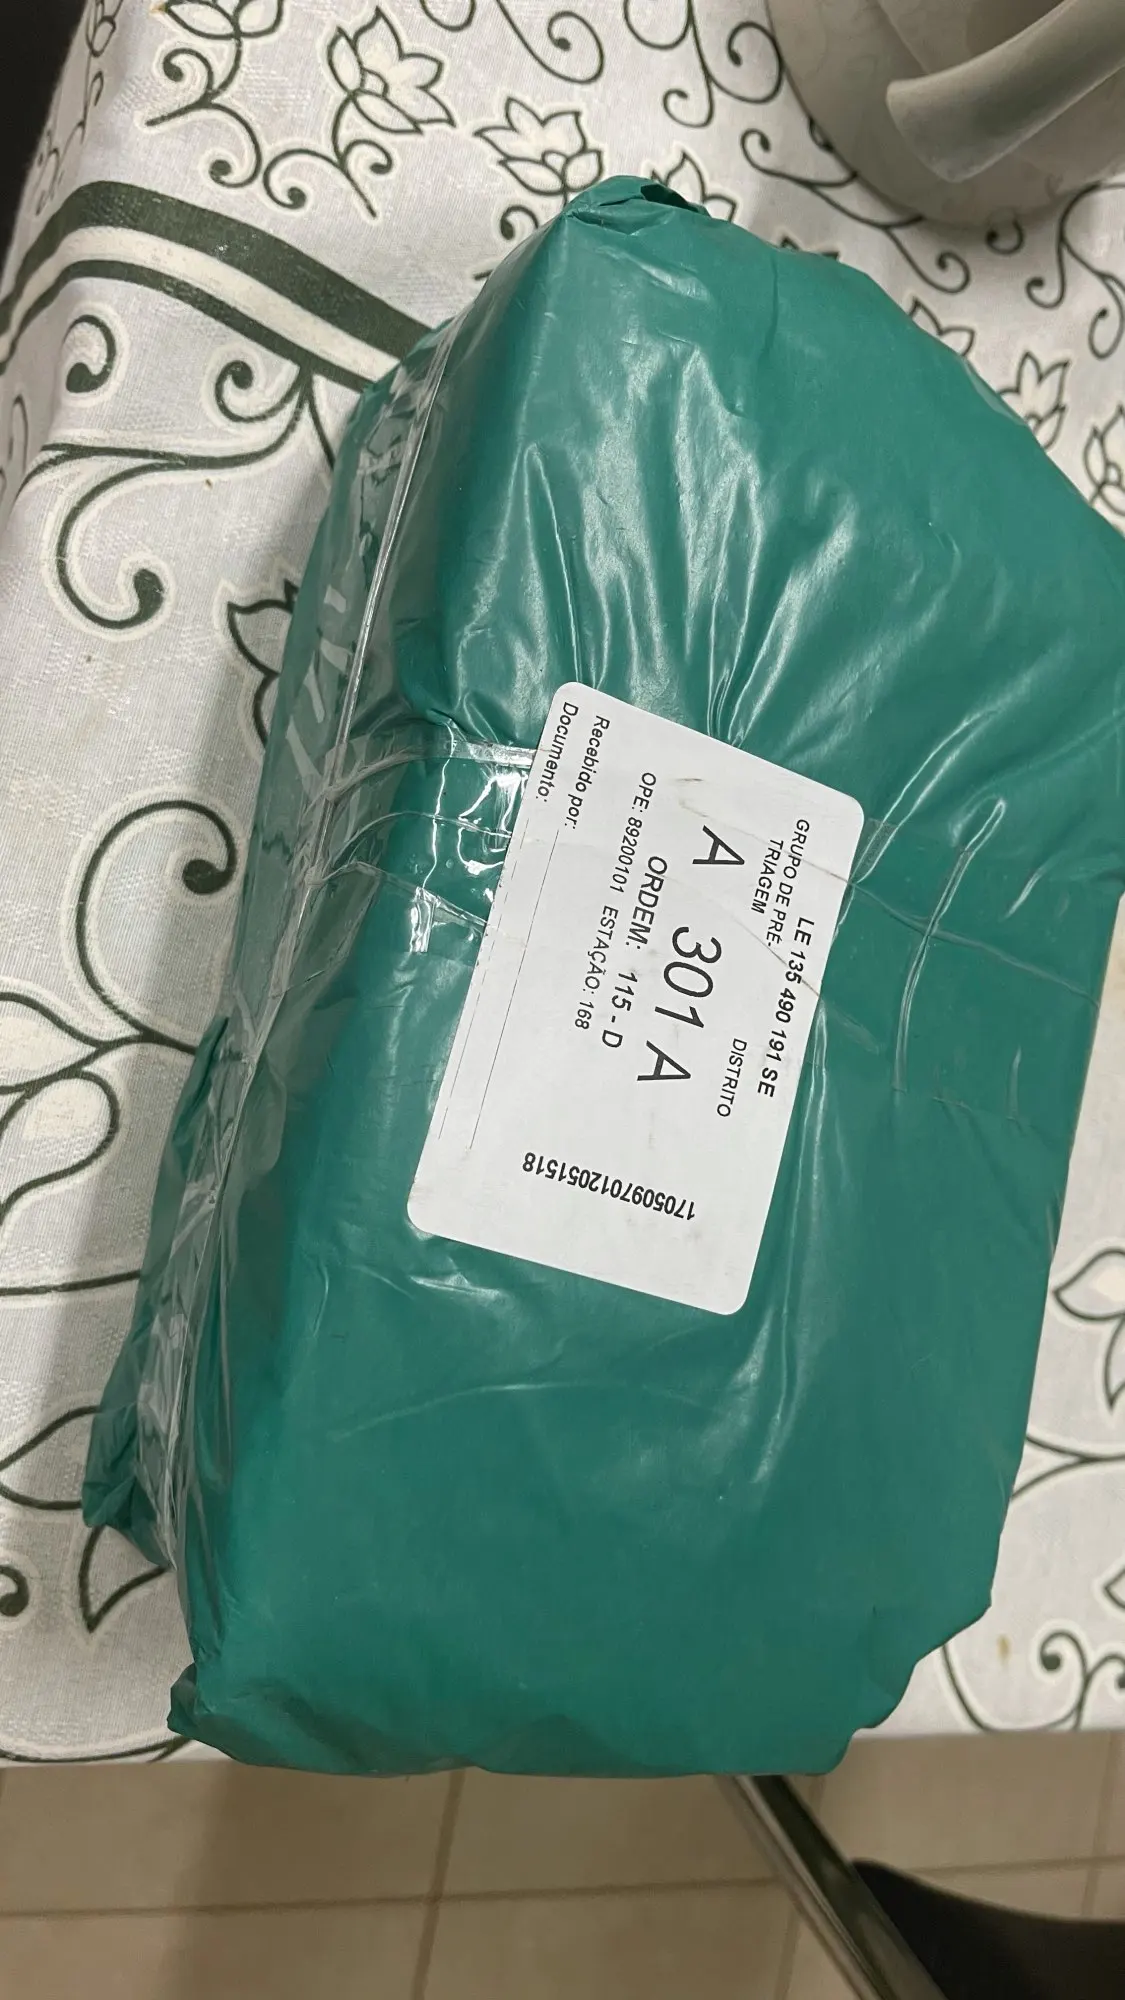 LE 135 490 191 SE
GRUPO DE PRÉ-
TRIAGEM
DISTRITO
A 301 A
ORDEM: 115 - D
OPE: 89200101 ESTAÇÃO: 168
Recebido por:
Documento:
1705097012051518